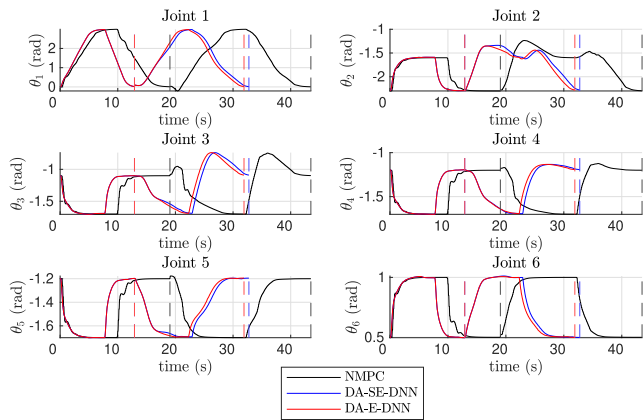 Joint 1
Joint 2
θ1 (rad)
2
1
0
0 10 20 30 40
time (s)
θ2 (rad)
-1
-1.5
-2
0 10 20 30 40
time (s)
Joint 3
Joint 4
θ3 (rad)
-1
-1.5
0 10 20 30 40
time (s)
θ4 (rad)
-1
-1.5
0 10 20 30 40
time (s)
Joint 5
Joint 6
θ5 (rad)
-1.2
-1.4
-1.6
0 10 20 30 40
time (s)
θ6 (rad)
1
0.5
0 10 20 30 40
time (s)
NMPC
DA-SE-DNN
DA-E-DNN